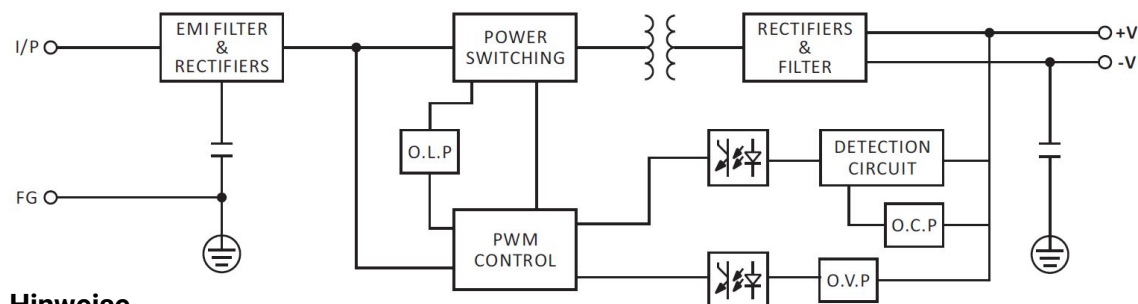 I/P
EMI FILTER
&
RECTIFIERS
POWER
SWITCHING
RECTIFIERS
&
FILTER
+V
-V
O.L.P
DETECTION
CIRCUIT
FG
O.C.P
PWM
CONTROL
O.V.P
Hinweise